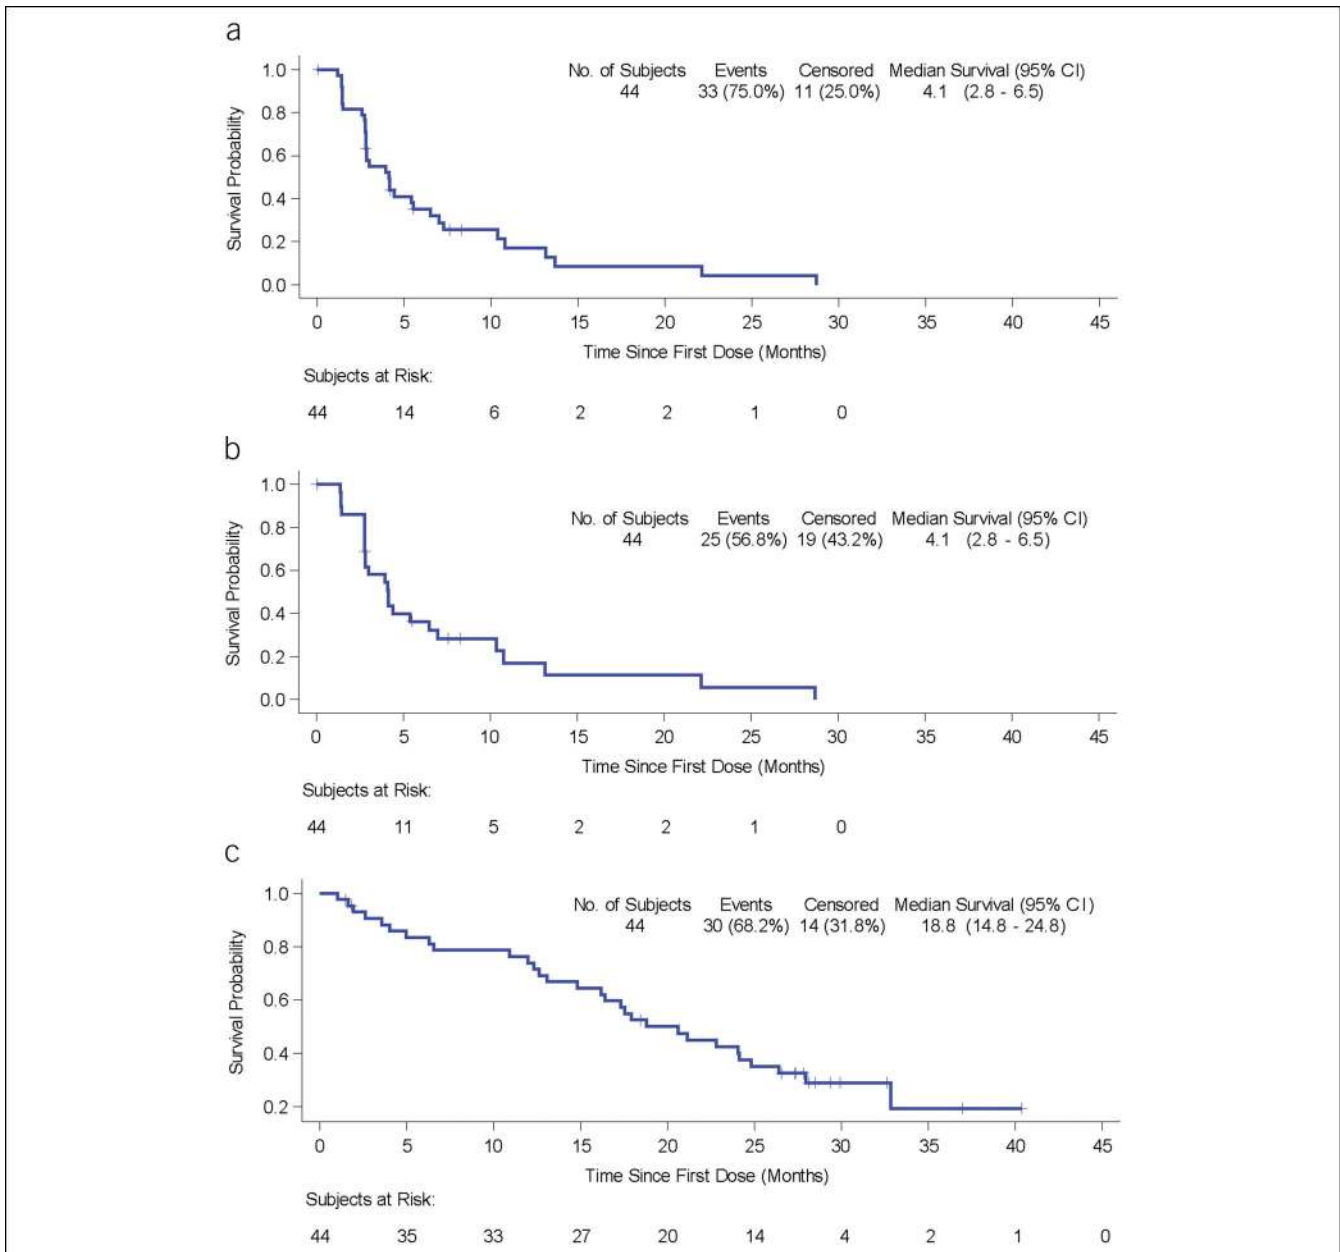 a
No. of Subjects Events Censored Median Survival (95% CI)
44 33 (75.0%) 11 (25.0%) 4.1 (2.8 - 6.5)
1.0
0.8
0.6
0.4
0.2
0.0
Survival Probability
0 5 10 15 20 25 30 35 40 45
Time Since First Dose (Months)
Subjects at Risk:
44 14 6 2 2 1 0
b
No. of Subjects Events Censored Median Survival (95% CI)
44 25 (56.8%) 19 (43.2%) 4.1 (2.8 - 6.5)
1.0
0.8
0.6
0.4
0.2
0.0
Survival Probability
0 5 10 15 20 25 30 35 40 45
Time Since First Dose (Months)
Subjects at Risk:
44 11 5 2 2 1 0
c
No. of Subjects Events Censored Median Survival (95% CI)
44 30 (68.2%) 14 (31.8%) 18.8 (14.8 - 24.8)
1.0
0.8
0.6
0.4
0.2
Survival Probability
0 5 10 15 20 25 30 35 40 45
Time Since First Dose (Months)
Subjects at Risk:
44 35 33 27 20 14 4 2 1 0